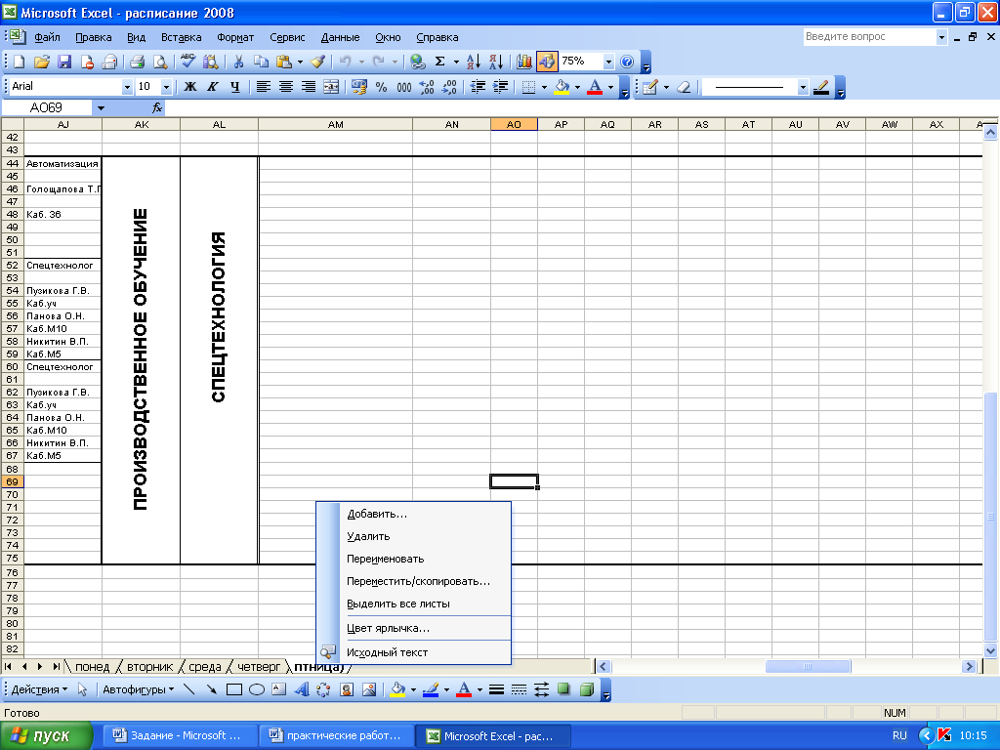 Microsoft Excel - расписание 2008
Файл Правка Вид Вставка Формат Сервис Данные Окно Справка Введите вопрос
Σ 75%
Arial 10 Ж К Ч % 000 А
AO69 fx
AJ AK AL AM AN AO AP AQ AR AS AT AU AV AW AX
42
43
44 Автоматизация
45
46 Голощапова Т.Г
47
48 Каб. 36
49
50
51
52 Спецтехнолог
53
54 Пузикова Г.В.
55 Каб.уч
56 Панова О.Н.
57 Каб.М10
58 Никитин В.П.
59 Каб.М5
60 Спецтехнолог
61
62 Пузикова Г.В.
63 Каб.уч
64 Панова О.Н.
65 Каб.М10
66 Никитин В.П.
67 Каб.М5
68
69
70
71
72
73
74
75
76
77
78
79
80
81
82
ПРОИЗВОДСТВЕННОЕ ОБУЧЕНИЕ
СПЕЦТЕХНОЛОГИЯ
Добавить...
Удалить
Переименовать
Переместить/скопировать...
Выделить все листы
Цвет ярлычка...
Исходный текст
понед вторник среда четверг птница)
Действия Автофигуры А
Готово NUM
пуск Задание - Microsoft ... практические работ... Microsoft Excel - рас... RU 10:15